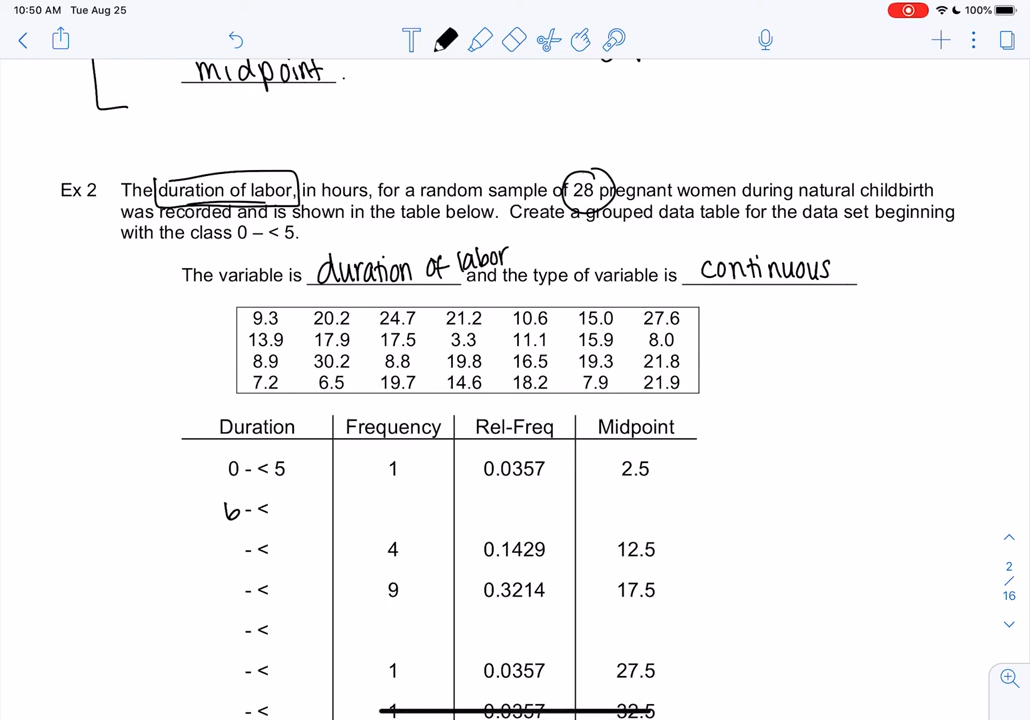 10:50 AM Tue Aug 25 100%
T
midpoint.
Ex 2 The duration of labor, in hours, for a random sample of 28 pregnant women during natural childbirth
was recorded and is shown in the table below. Create a grouped data table for the data set beginning
with the class 0 – < 5.
The variable is duration of labor and the type of variable is continuous
9.3 20.2 24.7 21.2 10.6 15.0 27.6
13.9 17.9 17.5 3.3 11.1 15.9 8.0
8.9 30.2 8.8 19.8 16.5 19.3 21.8
7.2 6.5 19.7 14.6 18.2 7.9 21.9
Duration Frequency Rel-Freq Midpoint
0 - < 5 1 0.0357 2.5
6 - <
- < 4 0.1429 12.5
- < 9 0.3214 17.5
- <
- < 1 0.0357 27.5
- < 1 0.0357 32.5
2
/
16